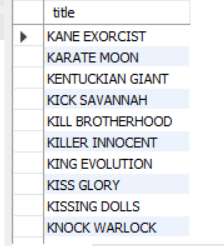 title
KANE EXORCIST
KARATE MOON
KENTUCKIAN GIANT
KICK SAVANNAH
KILL BROTHERHOOD
KILLER INNOCENT
KING EVOLUTION
KISS GLORY
KISSING DOLLS
KNOCK WARLOCK